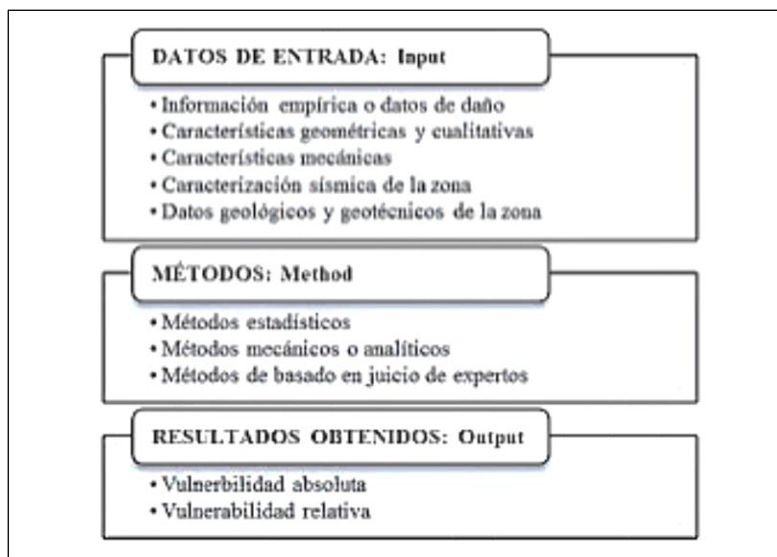 DATOS DE ENTRADA: Input
• Información empírica o datos de daño
• Características geométricas y cualitativas
• Características mecánicas
• Caracterización sísmica de la zona
• Datos geológicos y geotécnicos de la zona
MÉTODOS: Method
• Métodos estadísticos
• Métodos mecánicos o analíticos
• Métodos de basado en juicio de expertos
RESULTADOS OBTENIDOS: Output
• Vulnerbilidad absoluta
• Vulnerabilidad relativa